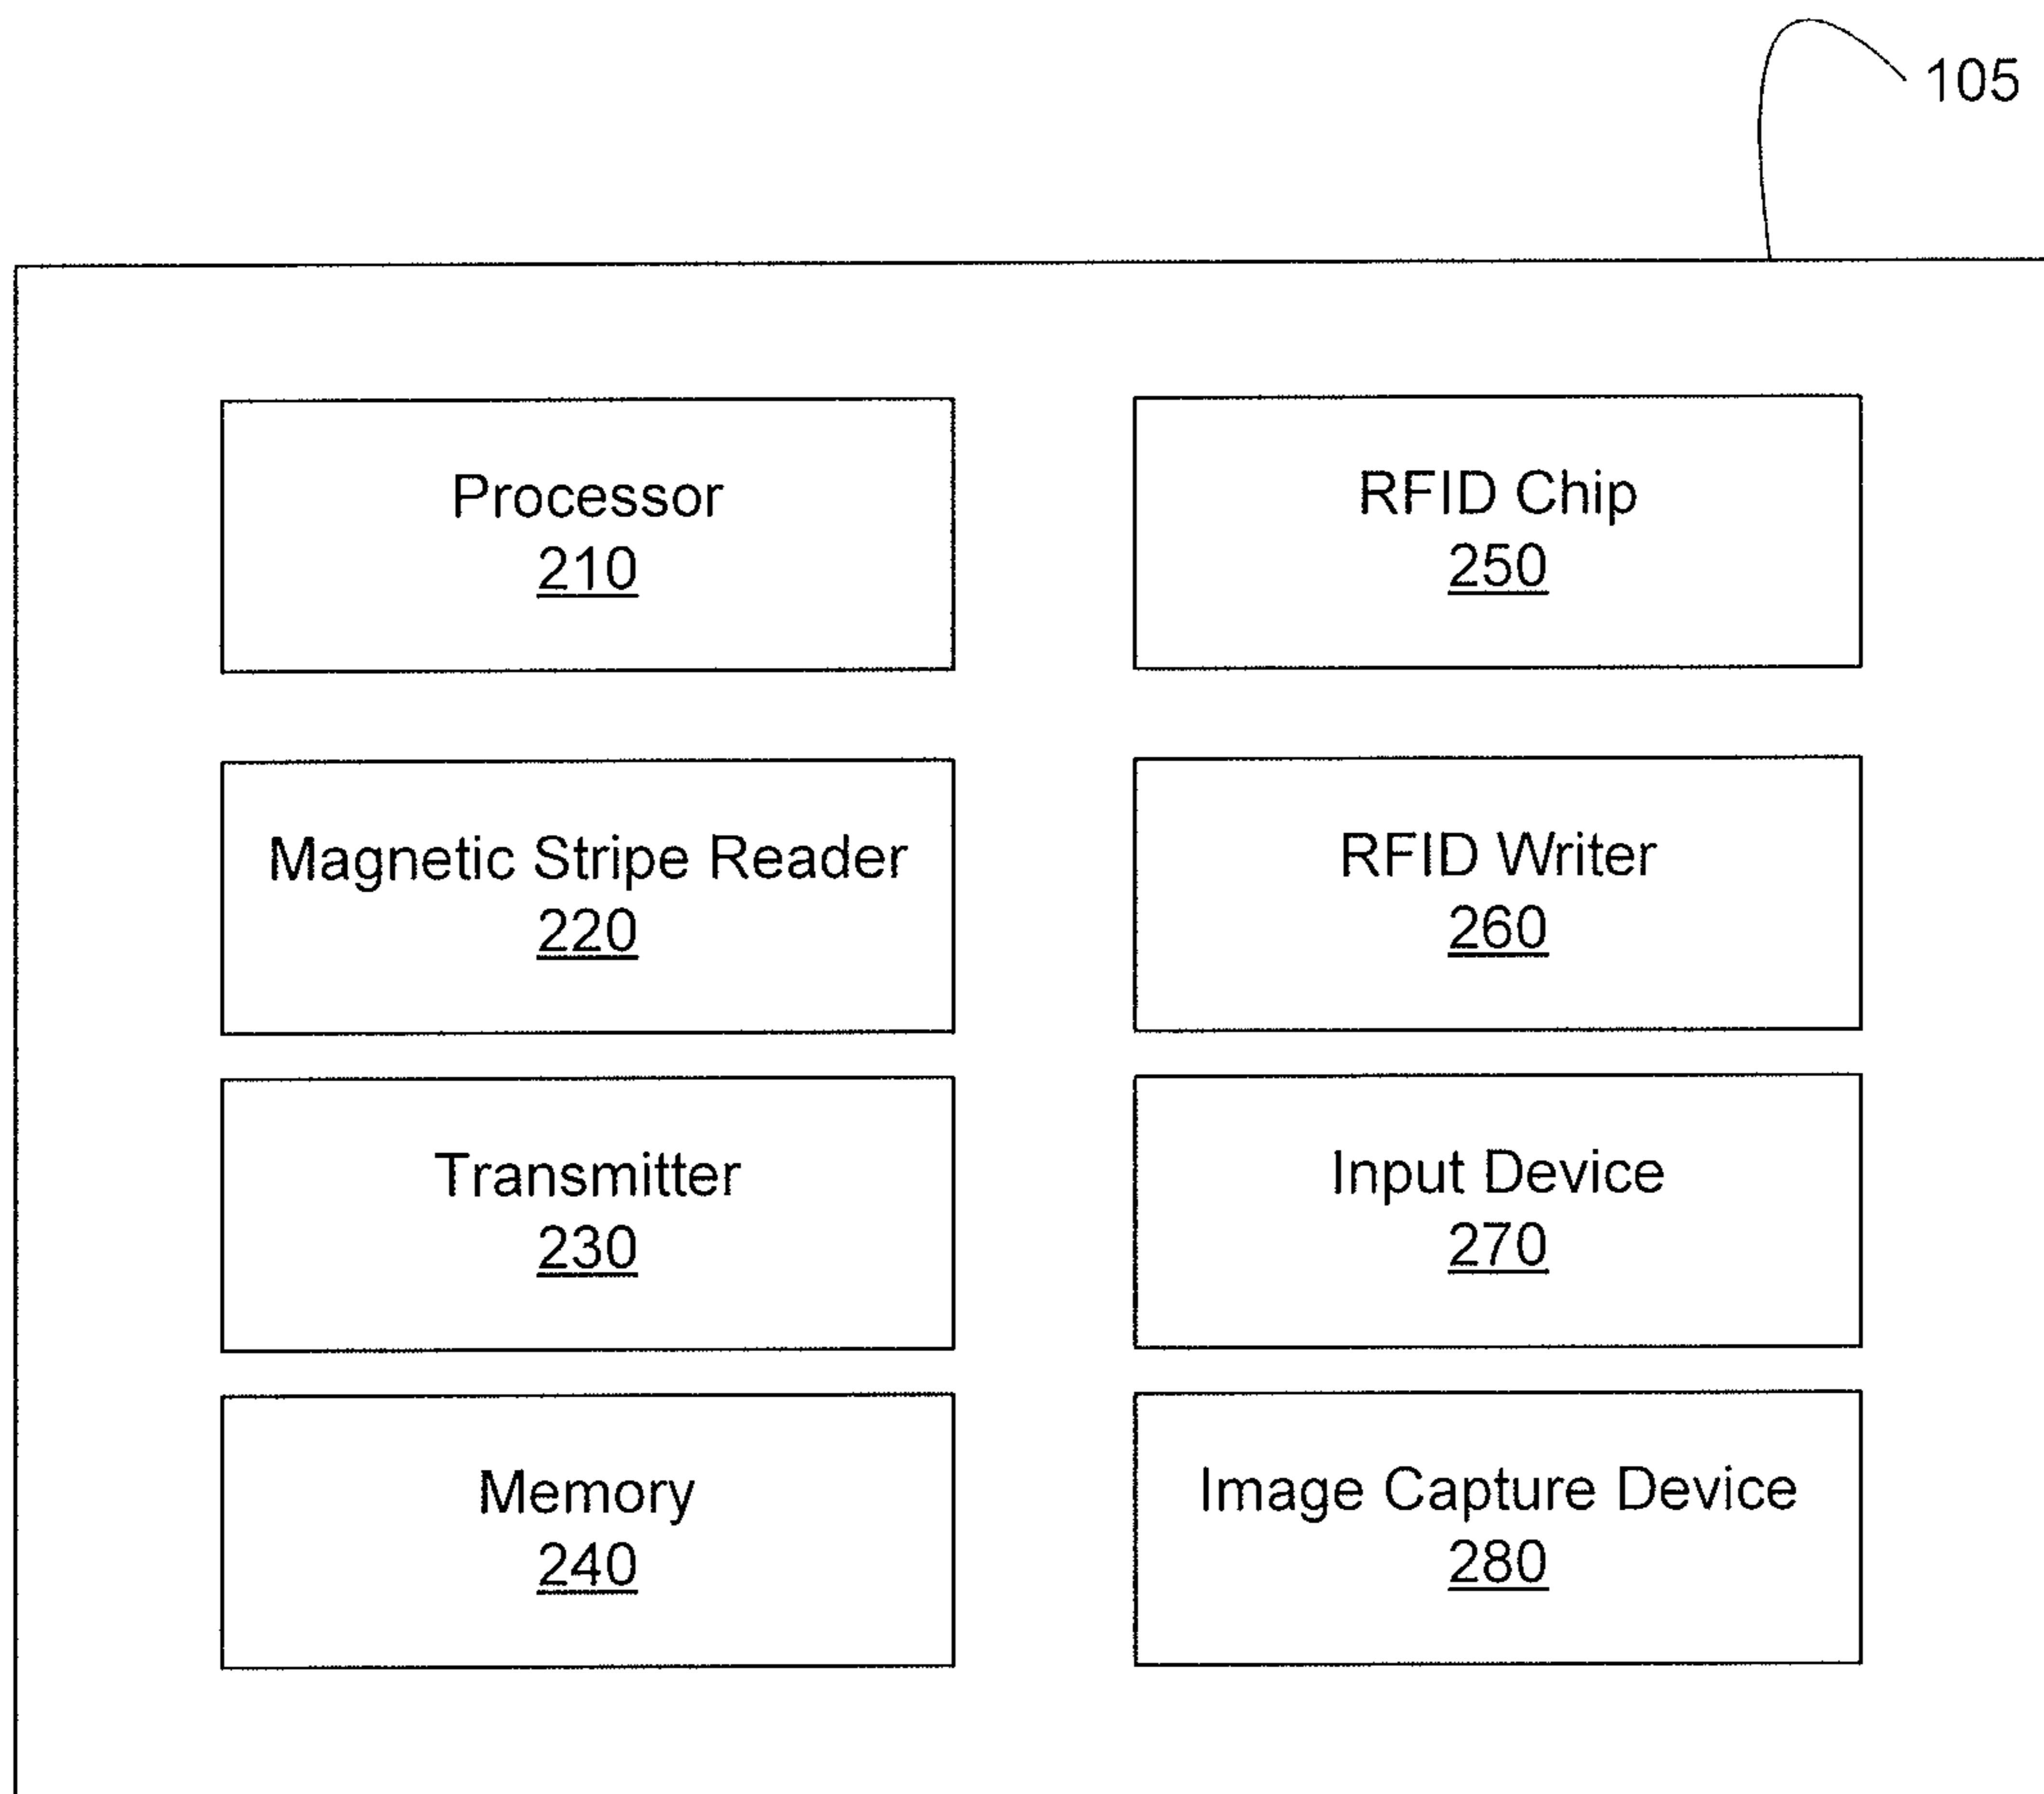 105
Processor
210
RFID Chip
250
Magnetic Stripe Reader
220
RFID Writer
260
Transmitter
230
Input Device
270
Memory
240
Image Capture Device
280